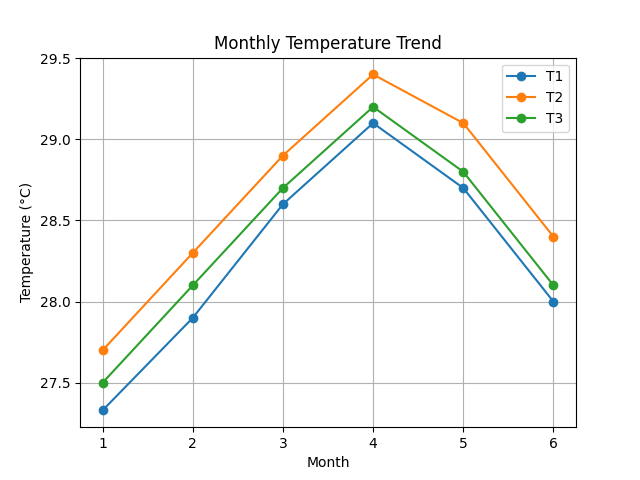 Monthly Temperature Trend
T1
T2
T3
29.5
29.0
28.5
28.0
27.5
Temperature (°C)
1 2 3 4 5 6
Month